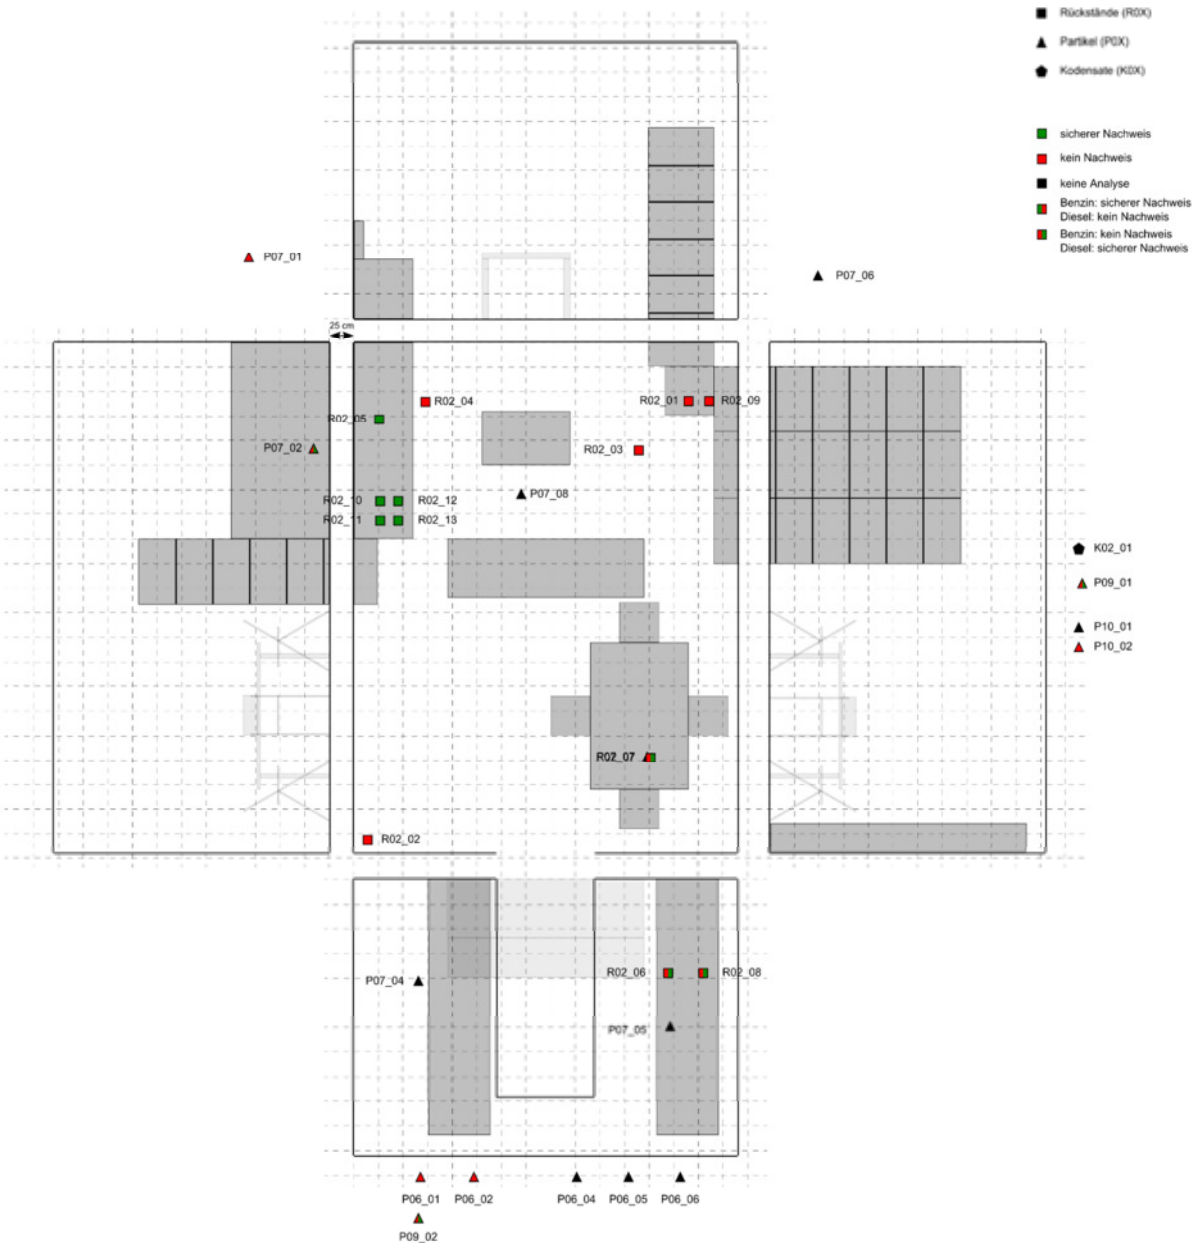 Rückstände (R0X)
Partikel (P0X)
Kodensate (K0X)
sicherer Nachweis
kein Nachweis
keine Analyse
Benzin: sicherer Nachweis
Diesel: kein Nachweis
Benzin: kein Nachweis
Diesel: sicherer Nachweis
P07_01
P07_06
25 cm
R02_04
R02_01
R02_09
R02_05
P07_02
R02_03
P07_08
R02_10
R02_12
R02_11
R02_13
K02_01
P09_01
P10_01
P10_02
R02_07
R02_02
R02_06
R02_08
P07_04
P07_05
P06_01
P06_02
P06_04
P06_05
P06_06
P09_02